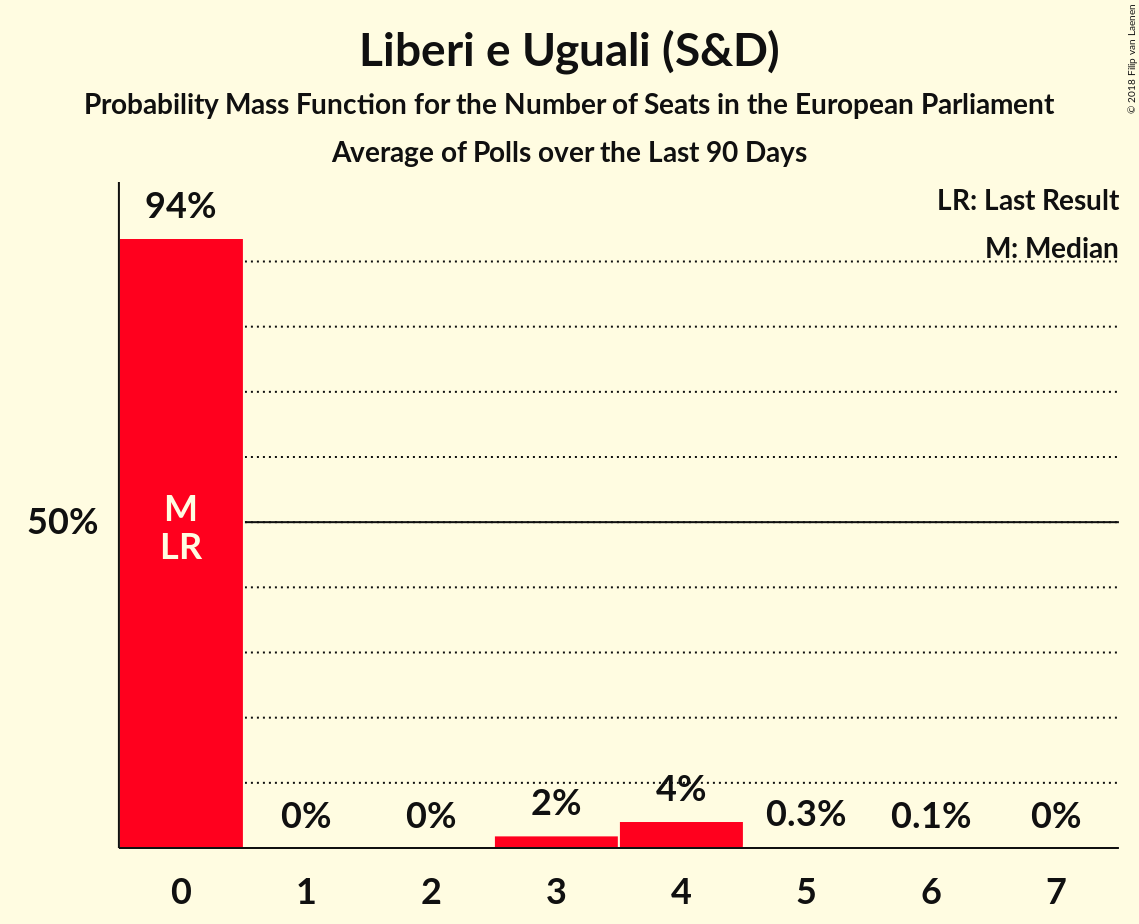 Liberi e Uguali (S&D)
Probability Mass Function for the Number of Seats in the European Parliament
Average of Polls over the Last 90 Days
© 2018 Filip van Laenen
LR: Last Result
M: Median
94%
50%
M
LR
0%
0%
2%
4%
0.3%
0.1%
0%
0
1
2
3
4
5
6
7